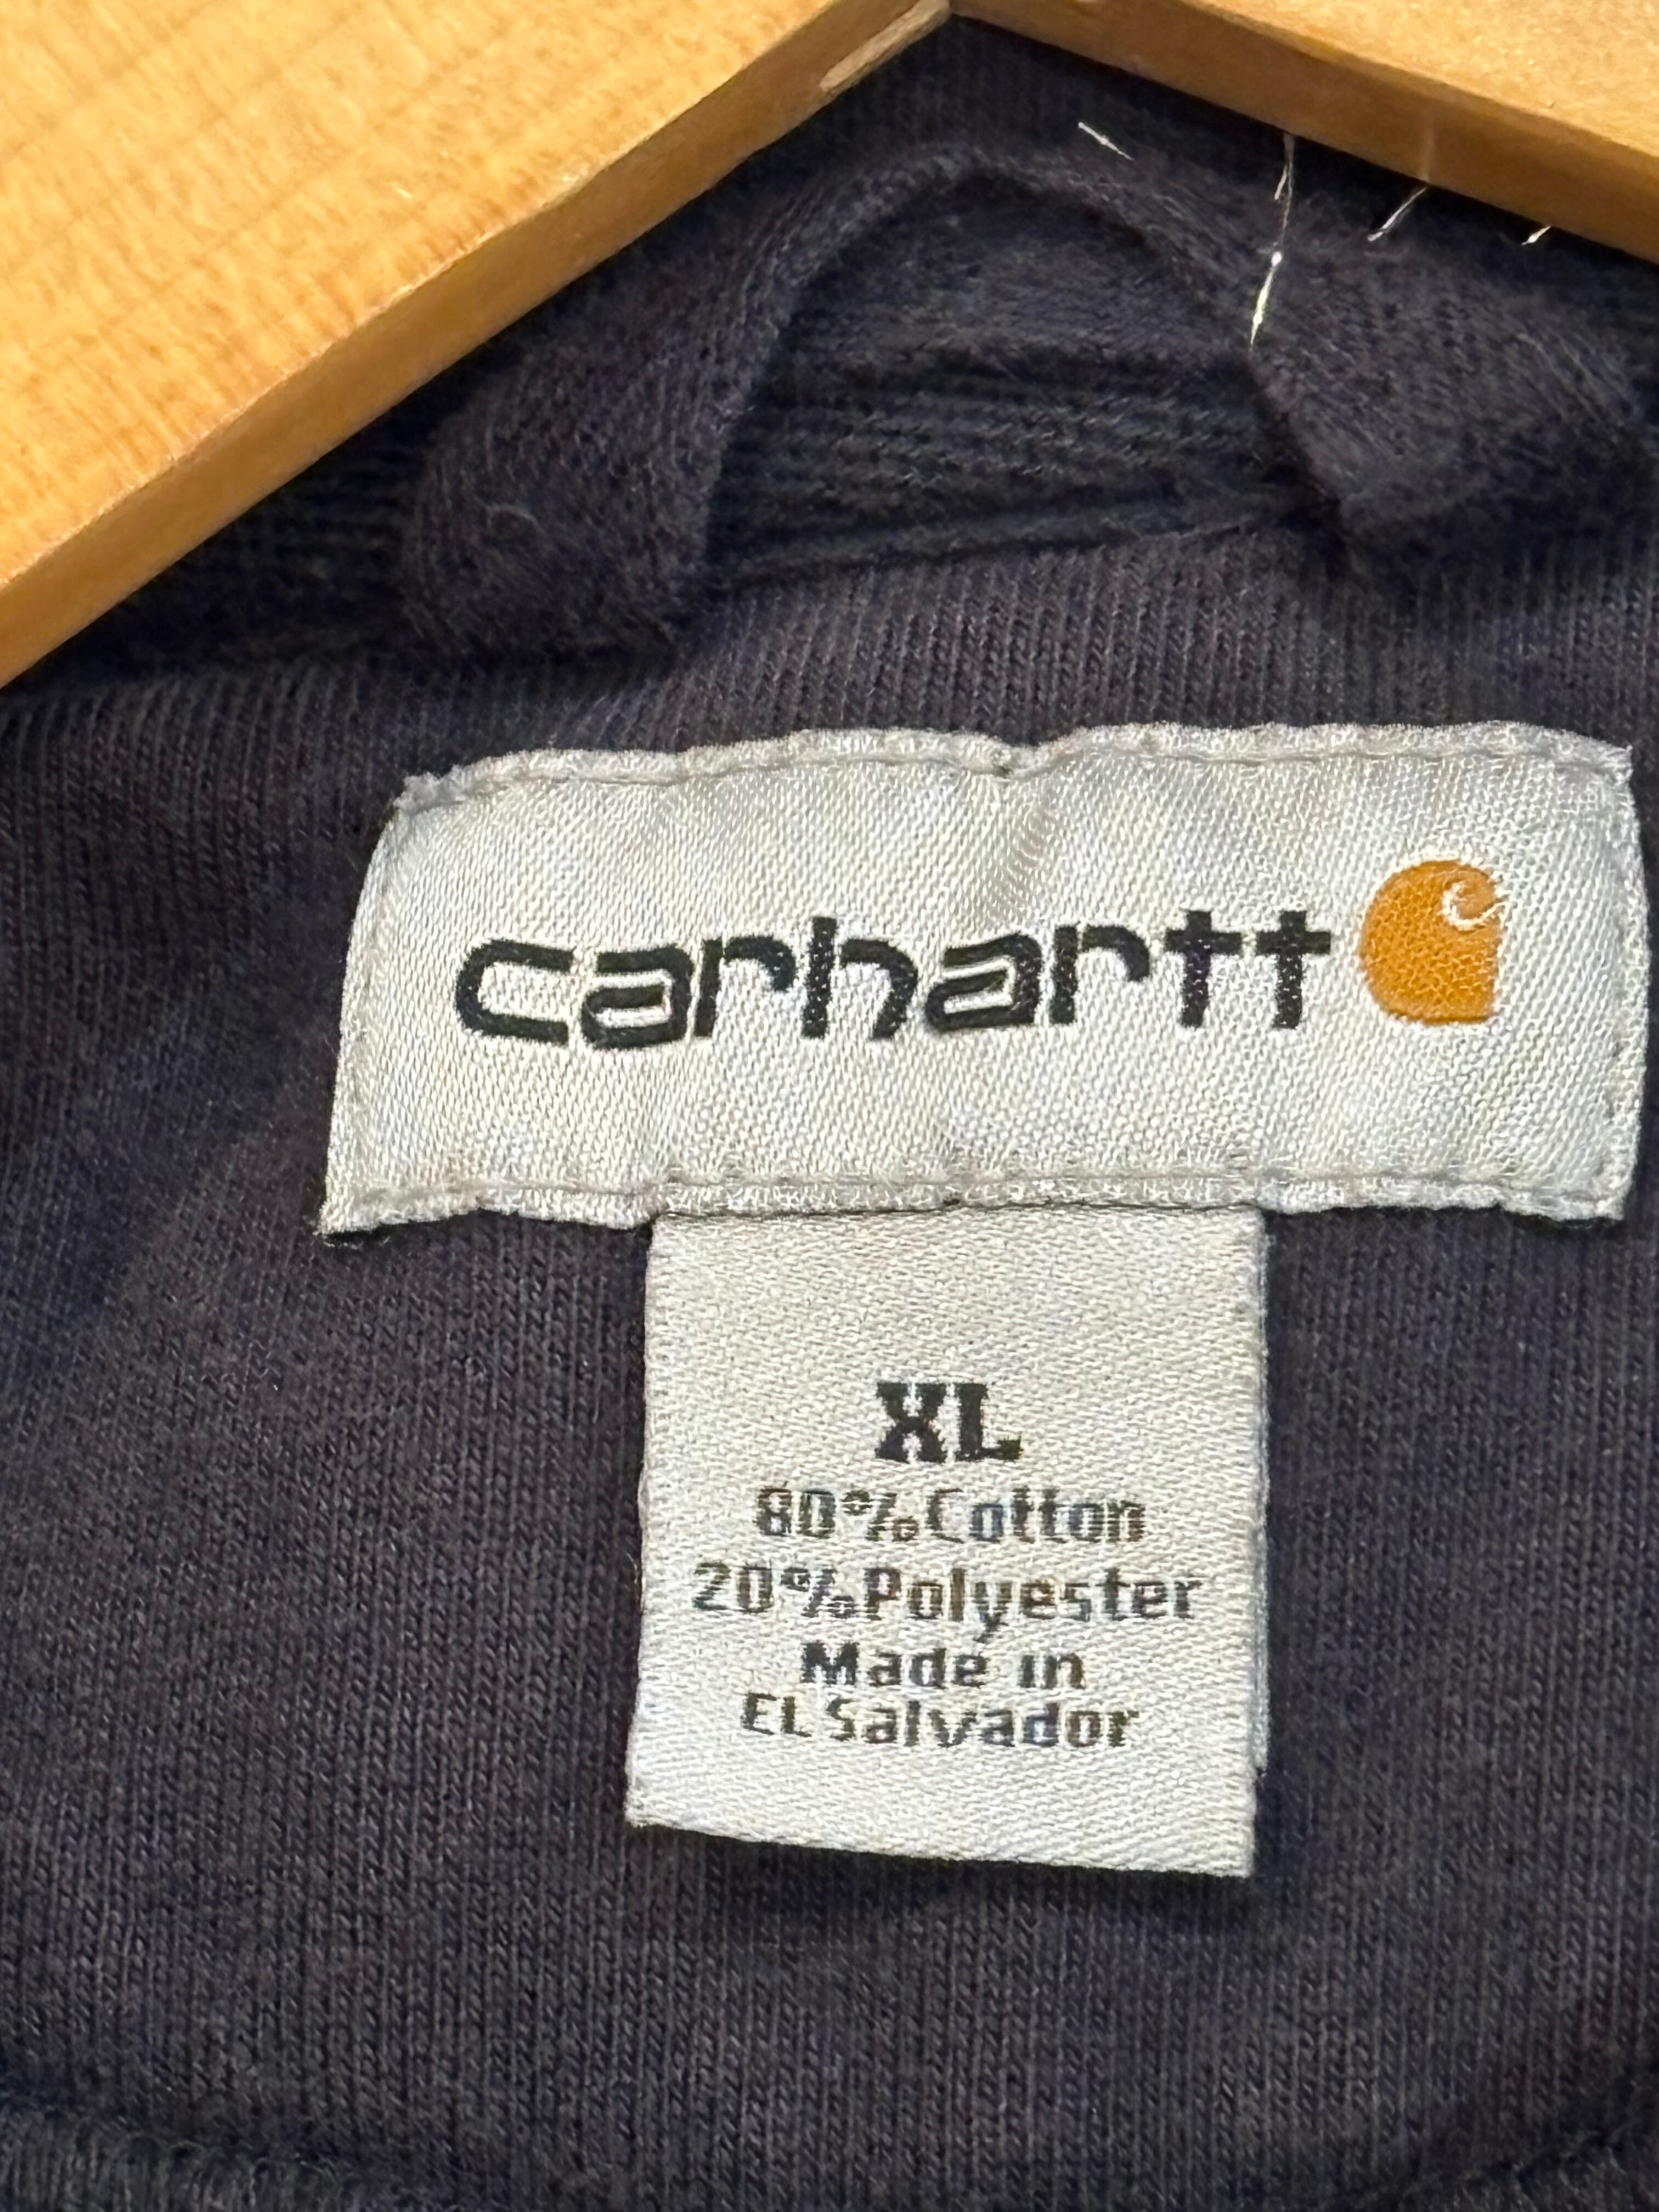 carhartt
XL
80% Cotton
20% Polyester
Made in
EL Salvador